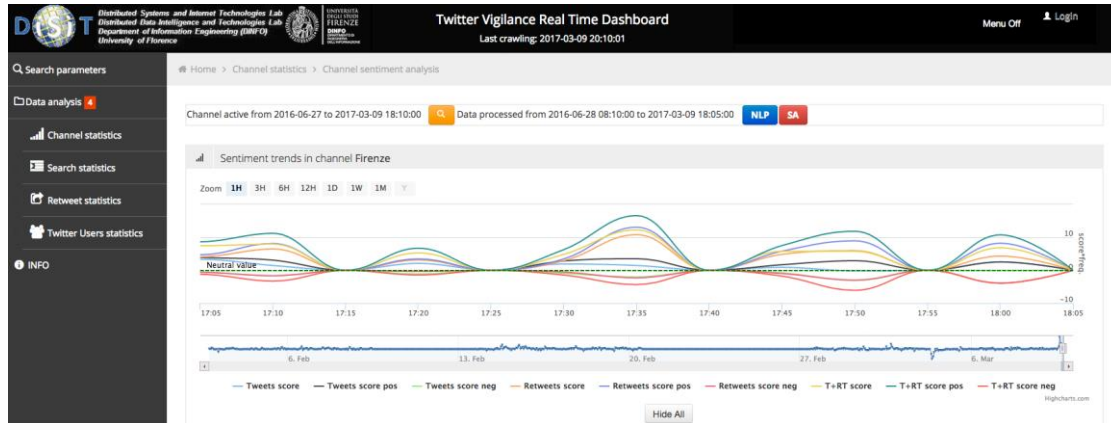 DISIT
Distributed Systems and Internet Technologies Lab
Distributed Data Intelligence and Technologies Lab
Department of Information Engineering (DINFO)
University of Florence
UNIVERSITÀ
DEGLI STUDI
FIRENZE
DINFO
Twitter Vigilance Real Time Dashboard
Last crawling: 2017-03-09 20:10:01
Menu Off
Login
Search parameters
Home > Channel statistics > Channel sentiment analysis
Data analysis 4
Channel statistics
Search statistics
Retweet statistics
Twitter Users statistics
INFO
Channel active from 2016-06-27 to 2017-03-09 18:10:00
Data processed from 2016-06-28 08:10:00 to 2017-03-09 18:05:00 NLP SA
Sentiment trends in channel Firenze
Zoom 1H 3H 6H 12H 1D 1W 1M Y
10
0
-10
score*freq
Neutral value
17:05 17:10 17:15 17:20 17:25 17:30 17:35 17:40 17:45 17:50 17:55 18:00 18:05
6. Feb 13. Feb 20. Feb 27. Feb 6. Mar
Tweets score Tweets score pos Tweets score neg Retweets score Retweets score pos Retweets score neg T+RT score T+RT score pos T+RT score neg
Highcharts.com
Hide All